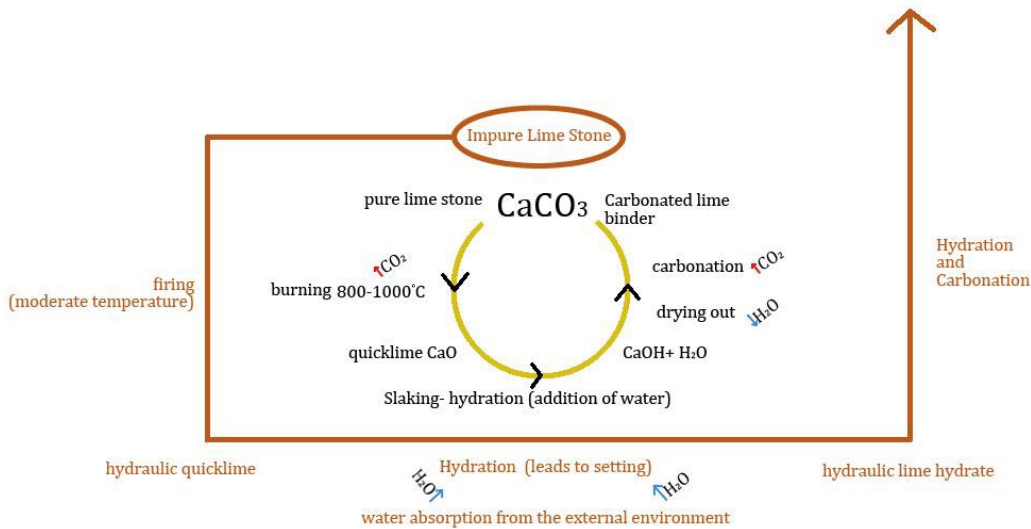 Impure Lime Stone
pure lime stone
CaCO₃
Carbonated lime
binder
CO₂
burning 800-1000°C
carbonation CO₂
drying out H₂O
quicklime CaO
CaOH+ H₂O
Slaking- hydration (addition of water)
firing
(moderate temperature)
Hydration
and
Carbonation
hydraulic quicklime
Hydration (leads to setting)
hydraulic lime hydrate
H₂O
H₂O
water absorption from the external environment